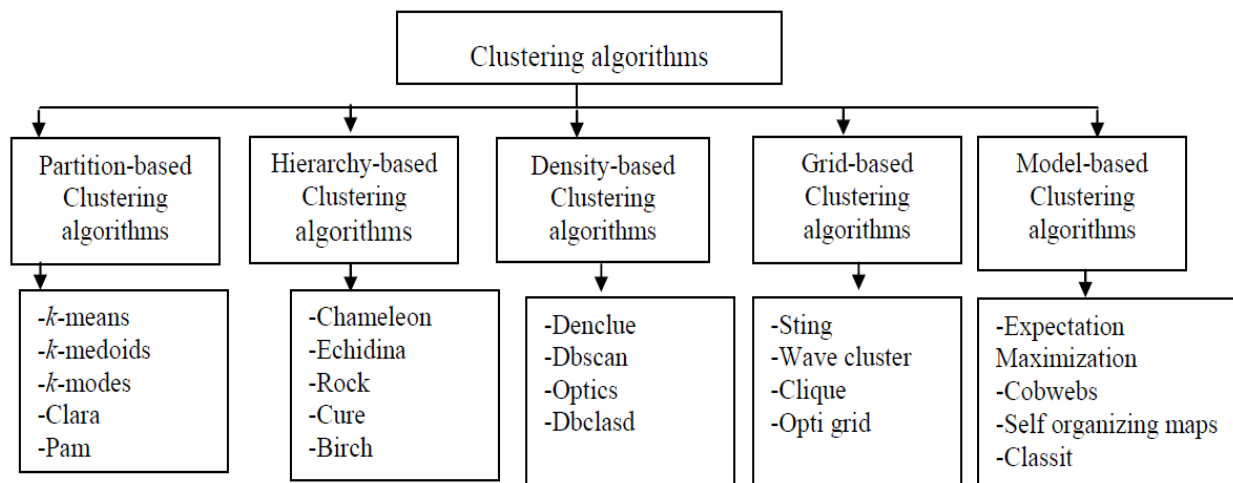 Clustering algorithms
Partition-based
Clustering
algorithms
Hierarchy-based
Clustering
algorithms
Density-based
Clustering
algorithms
Grid-based
Clustering
algorithms
Model-based
Clustering
algorithms
-k-means
-k-medoids
-k-modes
-Clara
-Pam
-Chameleon
-Echidina
-Rock
-Cure
-Birch
-Denclue
-Dbscan
-Optics
-Dbclasd
-Sting
-Wave cluster
-Clique
-Opti grid
-Expectation
Maximization
-Cobwebs
-Self organizing maps
-Classit